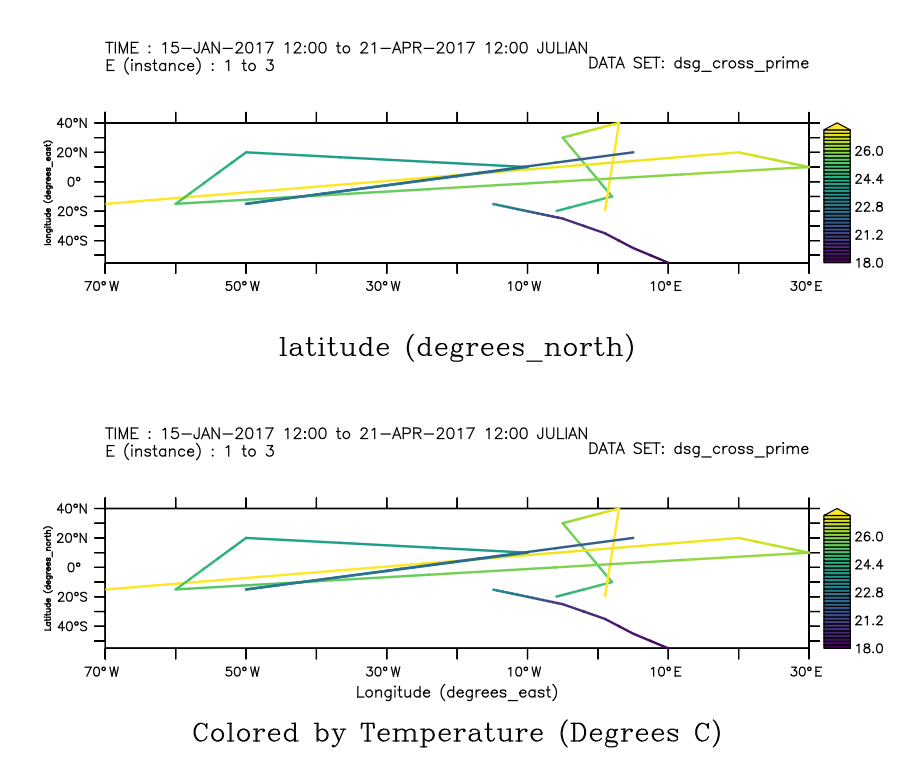 TIME : 15-JAN-2017 12:00 to 21-APR-2017 12:00 JULIAN
E (instance) : 1 to 3
DATA SET: dsg_cross_prime
longitude (degrees_east)
40°N
20°N
0°
20°S
40°S
26.0
24.4
22.8
21.2
18.0
70°W 50°W 30°W 10°W 10°E 30°E
latitude (degrees_north)
TIME : 15-JAN-2017 12:00 to 21-APR-2017 12:00 JULIAN
E (instance) : 1 to 3
DATA SET: dsg_cross_prime
Latitude (degrees_north)
40°N
20°N
0°
20°S
40°S
26.0
24.4
22.8
21.2
18.0
70°W 50°W 30°W 10°W 10°E 30°E
Longitude (degrees_east)
Colored by Temperature (Degrees C)